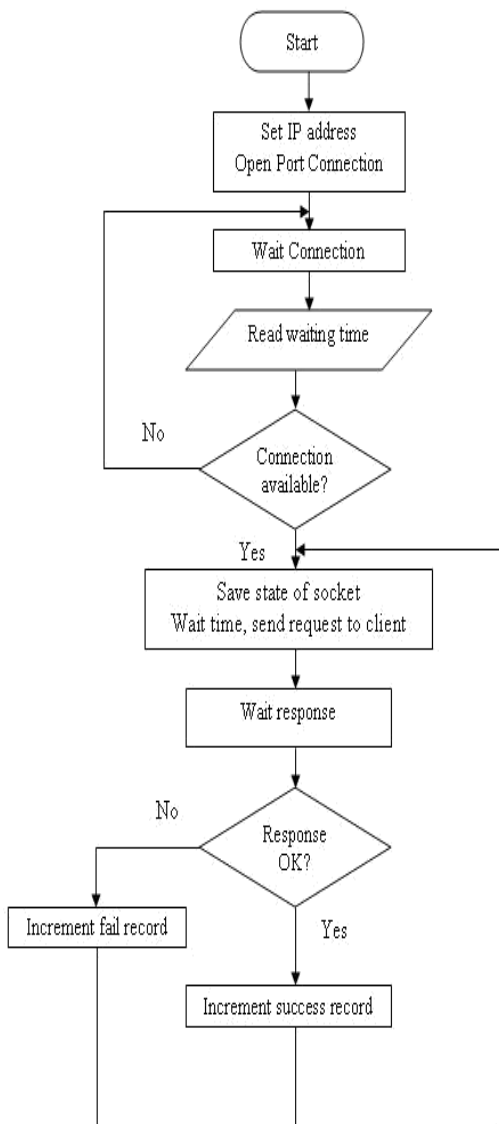 Start
Set IP address
Open Port Connection
Wait Connection
Read waiting time
No
Connection
available?
Yes
Save state of socket
Wait time, send request to client
Wait response
No
Response
OK?
Increment fail record
Yes
Increment success record